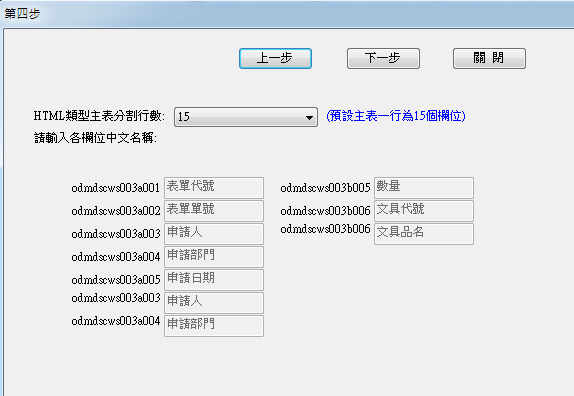 第四步
上一步 下一步 關 閉
HTML類型主表分割行數: 15 (預設主表一行為15個欄位)
請輸入各欄位中文名稱:
odmdscws003a001 表單代號 odmdscws003b005 數量
odmdscws003a002 表單單號 odmdscws003b006 文具代號
odmdscws003a003 申請人 odmdscws003b006 文具品名
odmdscws003a004 申請部門
odmdscws003a005 申請日期
odmdscws003a003 申請人
odmdscws003a004 申請部門